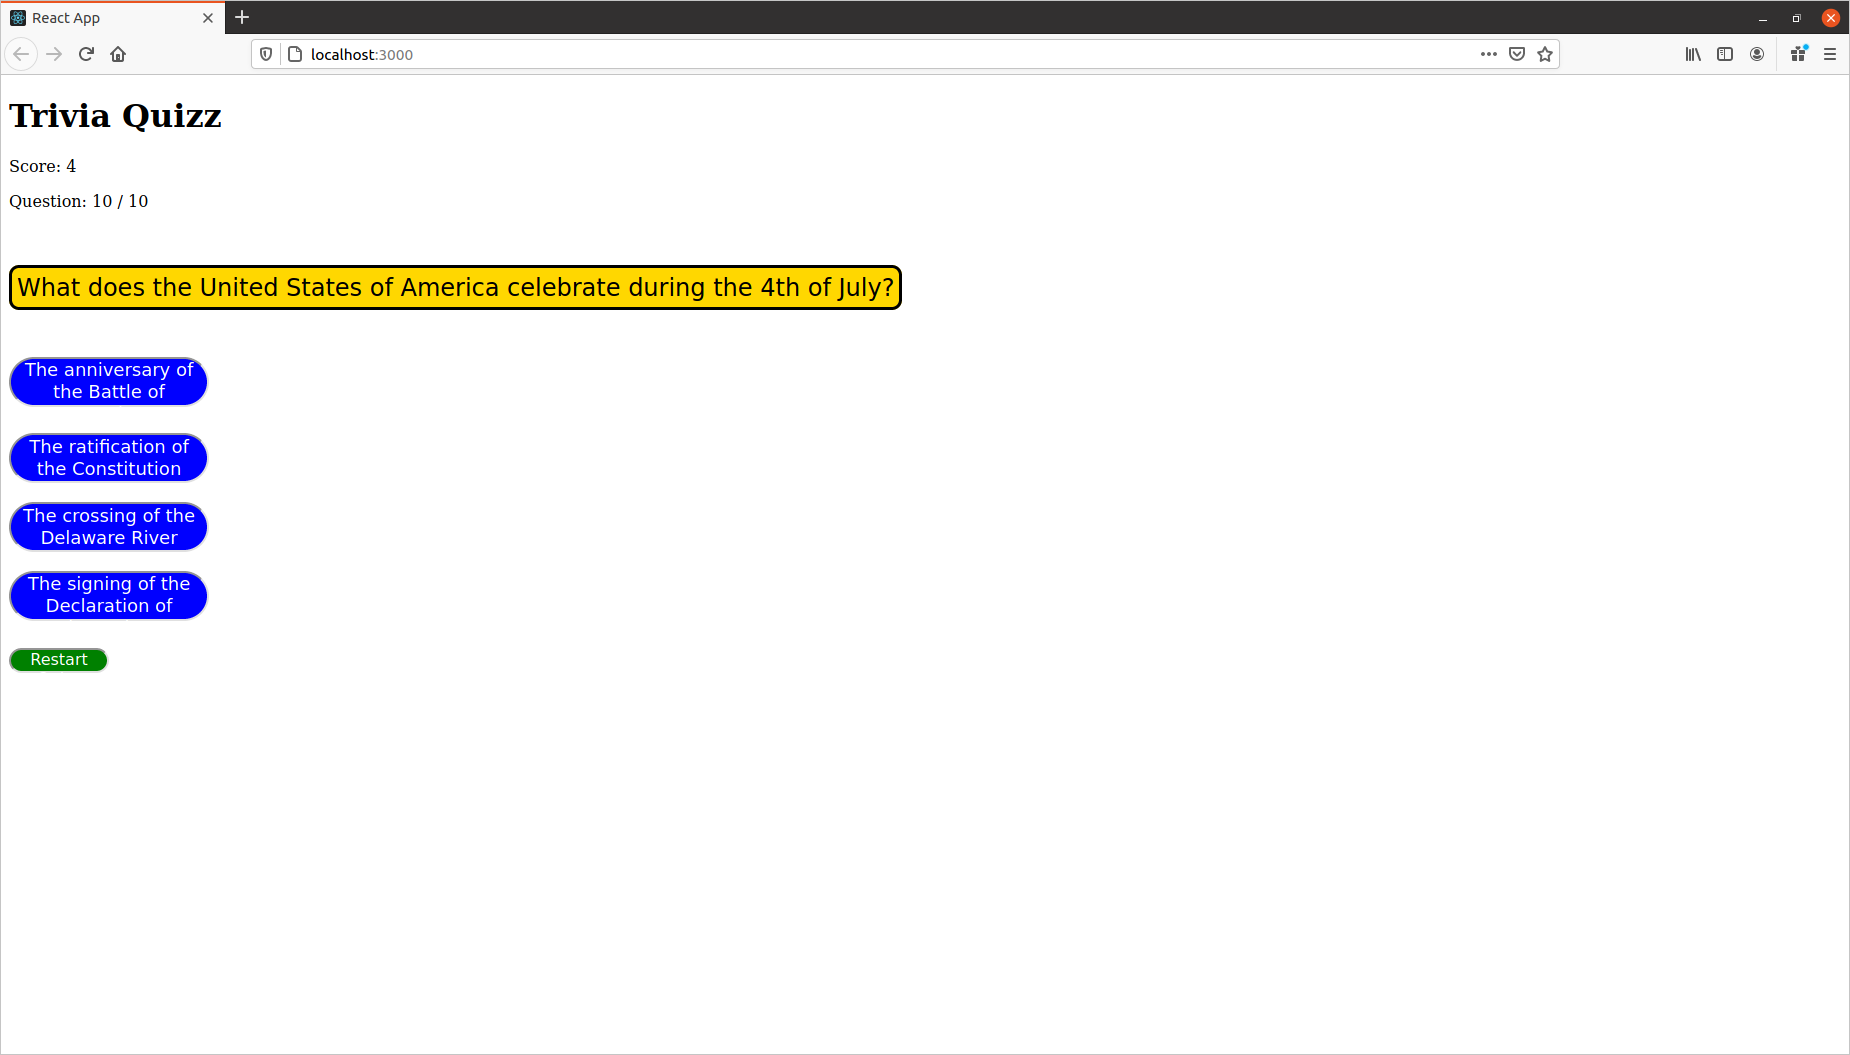 React App
localhost:3000
Trivia Quizz
Score: 4
Question: 10 / 10
What does the United States of America celebrate during the 4th of July?
The anniversary of
the Battle of
The ratification of
the Constitution
The crossing of the
Delaware River
The signing of the
Declaration of
Restart